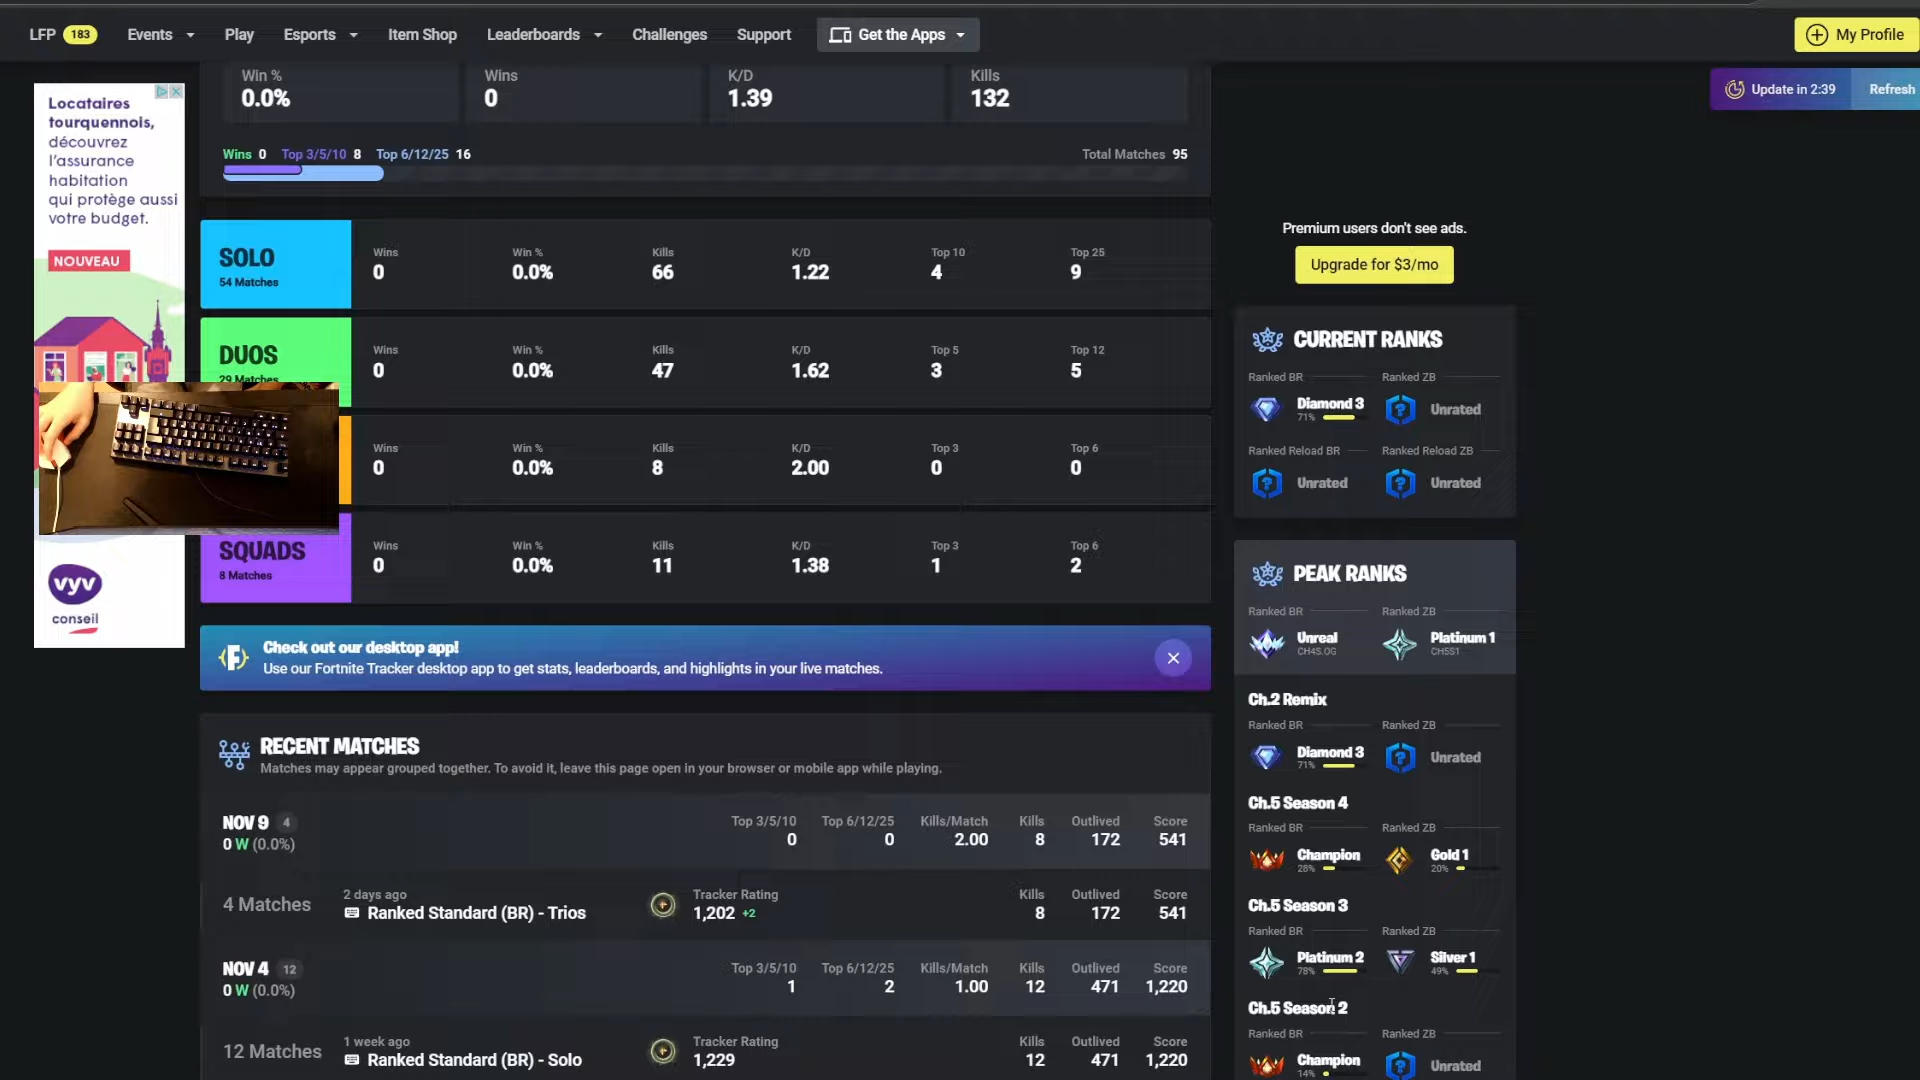 LFP 183 Events Play Esports Item Shop Leaderboards Challenges Support Get the Apps My Profile
Update in 2:39 Refresh
Locataires
tourquennois,
découvrez
l'assurance
habitation
qui protège aussi
votre budget.
NOUVEAU
vyv
conseil
Win % Wins K/D Kills
0.0% 0 1.39 132
Wins 0 Top 3/5/10 8 Top 6/12/25 16 Total Matches 95
SOLO
54 Matches
Wins Win % Kills K/D Top 10 Top 25
0 0.0% 66 1.22 4 9
DUOS
29 Matches
Wins Win % Kills K/D Top 5 Top 12
0 0.0% 47 1.62 3 5
Wins Win % Kills K/D Top 3 Top 6
0 0.0% 8 2.00 0 0
SQUADS
8 Matches
Wins Win % Kills K/D Top 3 Top 6
0 0.0% 11 1.38 1 2
Check out our desktop app!
Use our Fortnite Tracker desktop app to get stats, leaderboards, and highlights in your live matches.
RECENT MATCHES
Matches may appear grouped together. To avoid it, leave this page open in your browser or mobile app while playing.
NOV 9 4
0 W (0.0%)
Top 3/5/10 Top 6/12/25 Kills/Match Kills Outlived Score
0 0 2.00 8 172 541
4 Matches
2 days ago
Ranked Standard (BR) - Trios
Tracker Rating
1,202 +2
Kills Outlived Score
8 172 541
NOV 4 12
0 W (0.0%)
Top 3/5/10 Top 6/12/25 Kills/Match Kills Outlived Score
1 2 1.00 12 471 1,220
12 Matches
1 week ago
Ranked Standard (BR) - Solo
Tracker Rating
1,229
Kills Outlived Score
12 471 1,220
Premium users don't see ads.
Upgrade for $3/mo
CURRENT RANKS
Ranked BR Ranked ZB
Diamond 3 Unrated
71%
Ranked Reload BR Ranked Reload ZB
Unrated Unrated
PEAK RANKS
Ranked BR Ranked ZB
Unreal Platinum 1
CH4S.OG CH5S1
Ch.2 Remix
Ranked BR Ranked ZB
Diamond 3 Unrated
71%
Ch.5 Season 4
Ranked BR Ranked ZB
Champion Gold 1
28% 20%
Ch.5 Season 3
Ranked BR Ranked ZB
Platinum 2 Silver 1
78% 49%
Ch.5 Season 2
Ranked BR Ranked ZB
Champion Unrated
14%